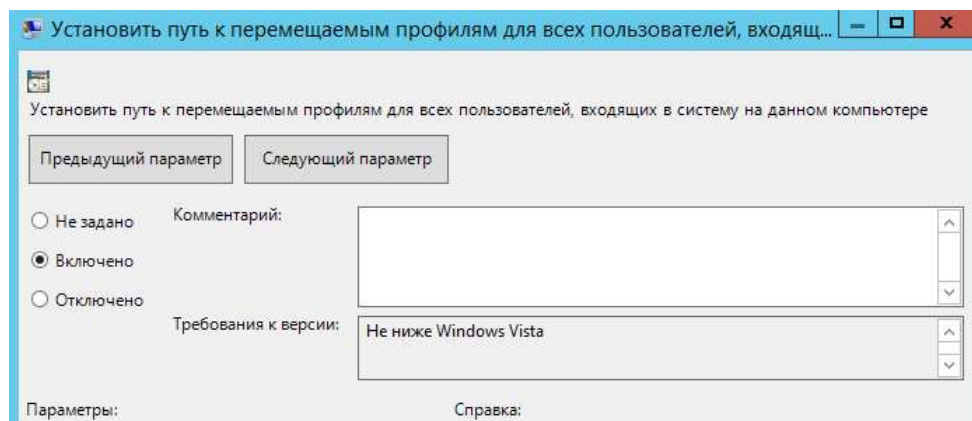 Установить путь к перемещаемым профилям для всех пользователей, входящ...
Установить путь к перемещаемым профилям для всех пользователей, входящих в систему на данном компьютере
Предыдущий параметр
Следующий параметр
Не задано
Комментарий:
Включено
Отключено
Требования к версии:
Не ниже Windows Vista
Параметры:
Справка: